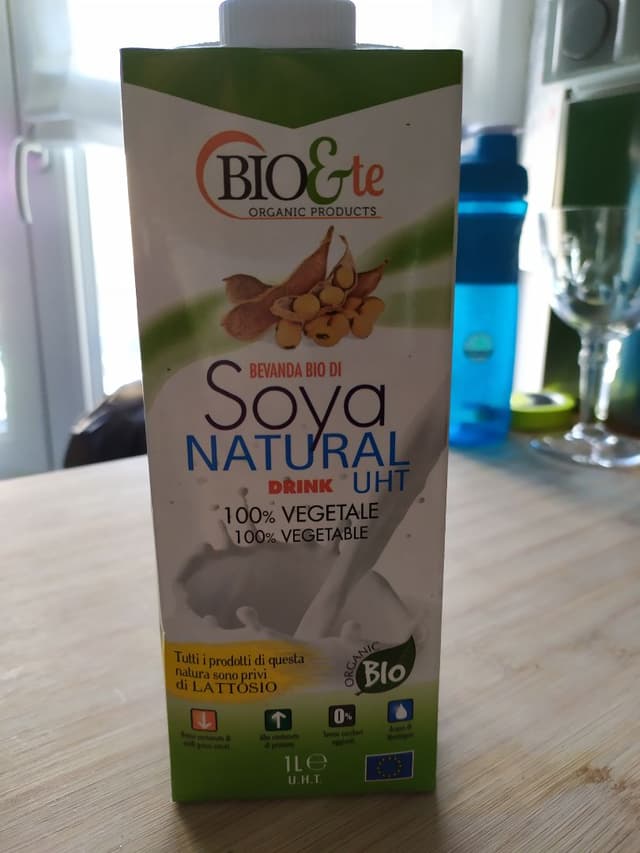 BIO&te
ORGANIC PRODUCTS
BEVANDA BIO DI
Soya
NATURAL
DRINK UHT
100% VEGETALE
100% VEGETABLE
Tutti i prodotti di questa
natura sono privi
di LATTOSIO
ORGANIC
BIO
0%
1L e
U.H.T.